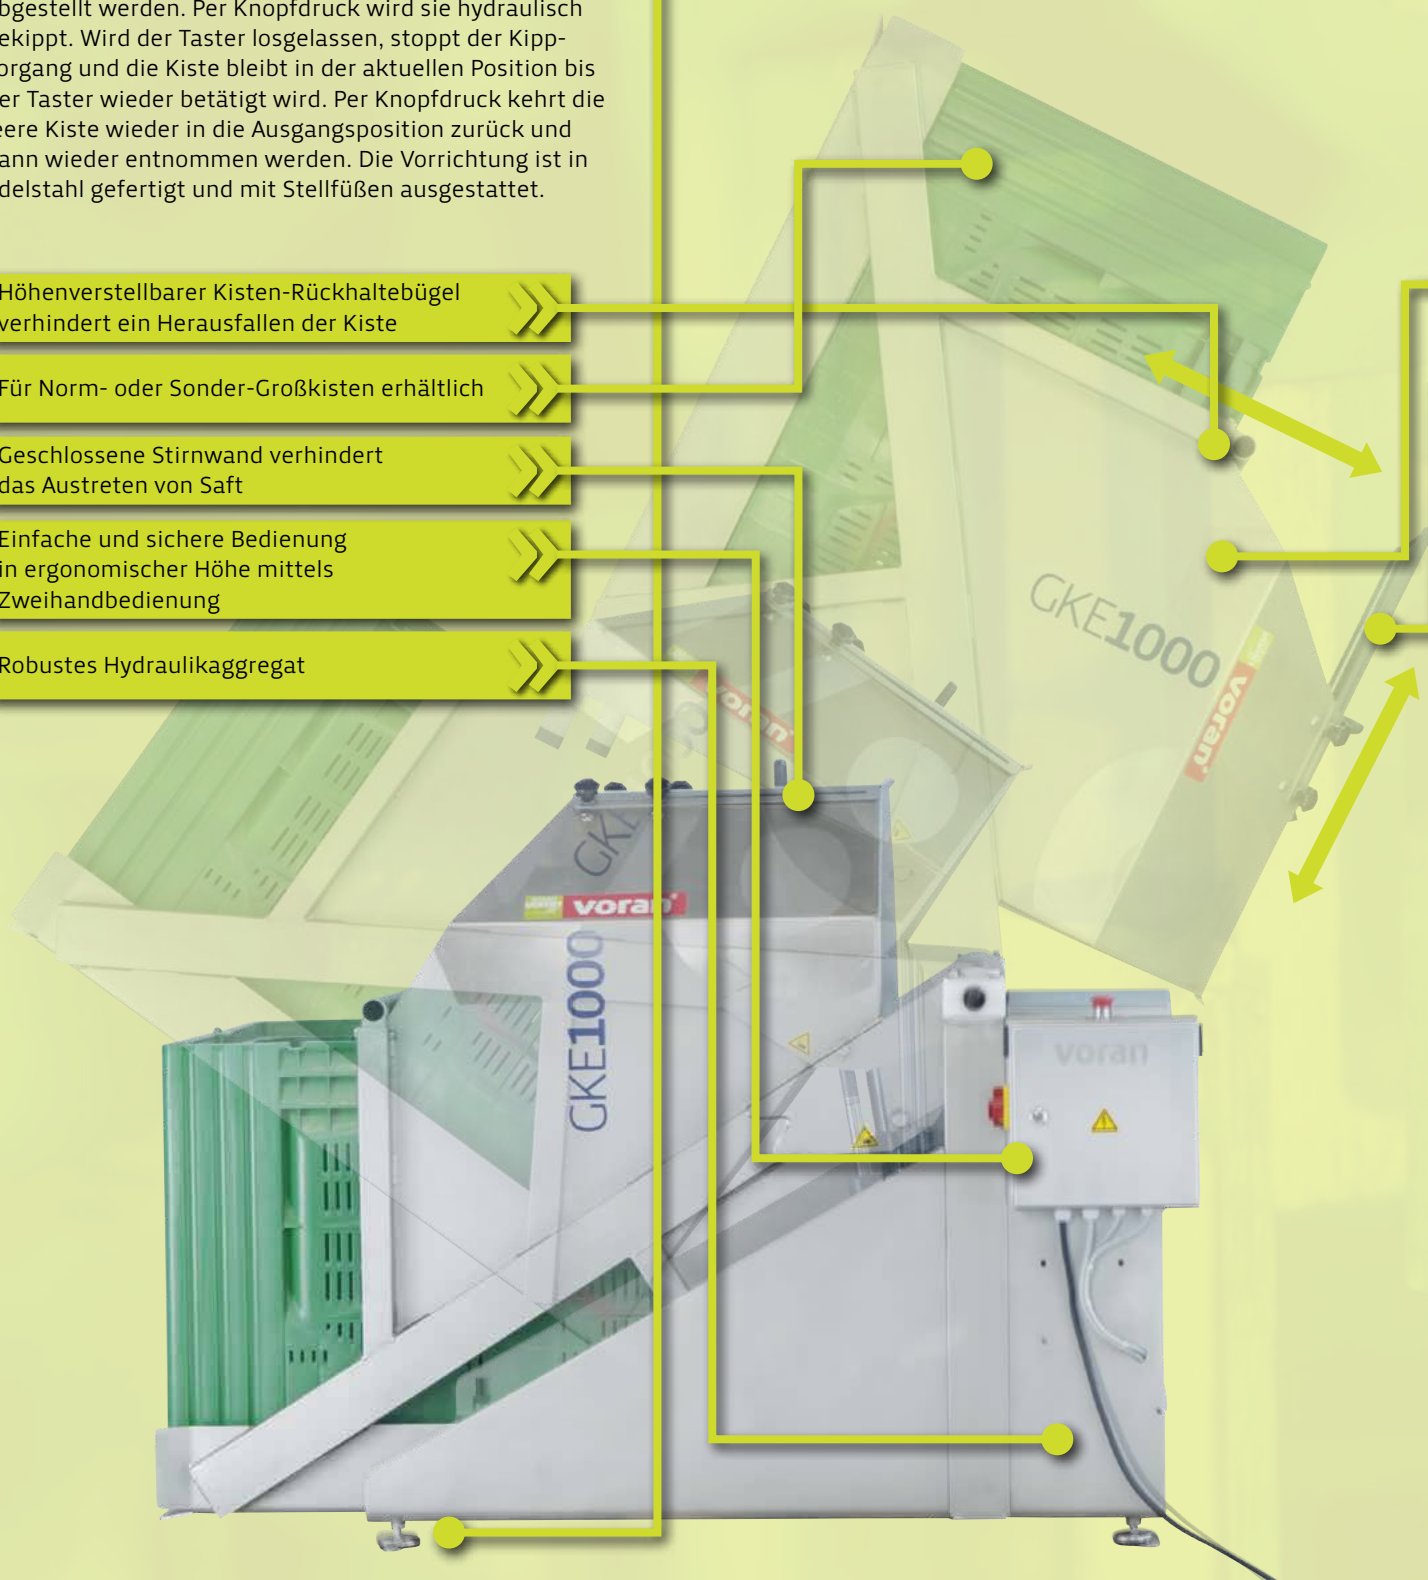 bgestellt werden. Per Knopfdruck wird sie hydraulisch
ekippt. Wird der Taster losgelassen, stoppt der Kipp-
organg und die Kiste bleibt in der aktuellen Position bis
er Taster wieder betätigt wird. Per Knopfdruck kehrt die
eere Kiste wieder in die Ausgangsposition zurück und
ann wieder entnommen werden. Die Vorrichtung ist in
delstahl gefertigt und mit Stellfüßen ausgestattet.
Höhenverstellbarer Kisten-Rückhaltebügel
verhindert ein Herausfallen der Kiste
Für Norm- oder Sonder-Großkisten erhältlich
Geschlossene Stirnwand verhindert
das Austreten von Saft
Einfache und sichere Bedienung
in ergonomischer Höhe mittels
Zweihandbedienung
Robustes Hydraulikaggregat
GKE1000
voran
voran
GKE
voran
GKE1000
voran